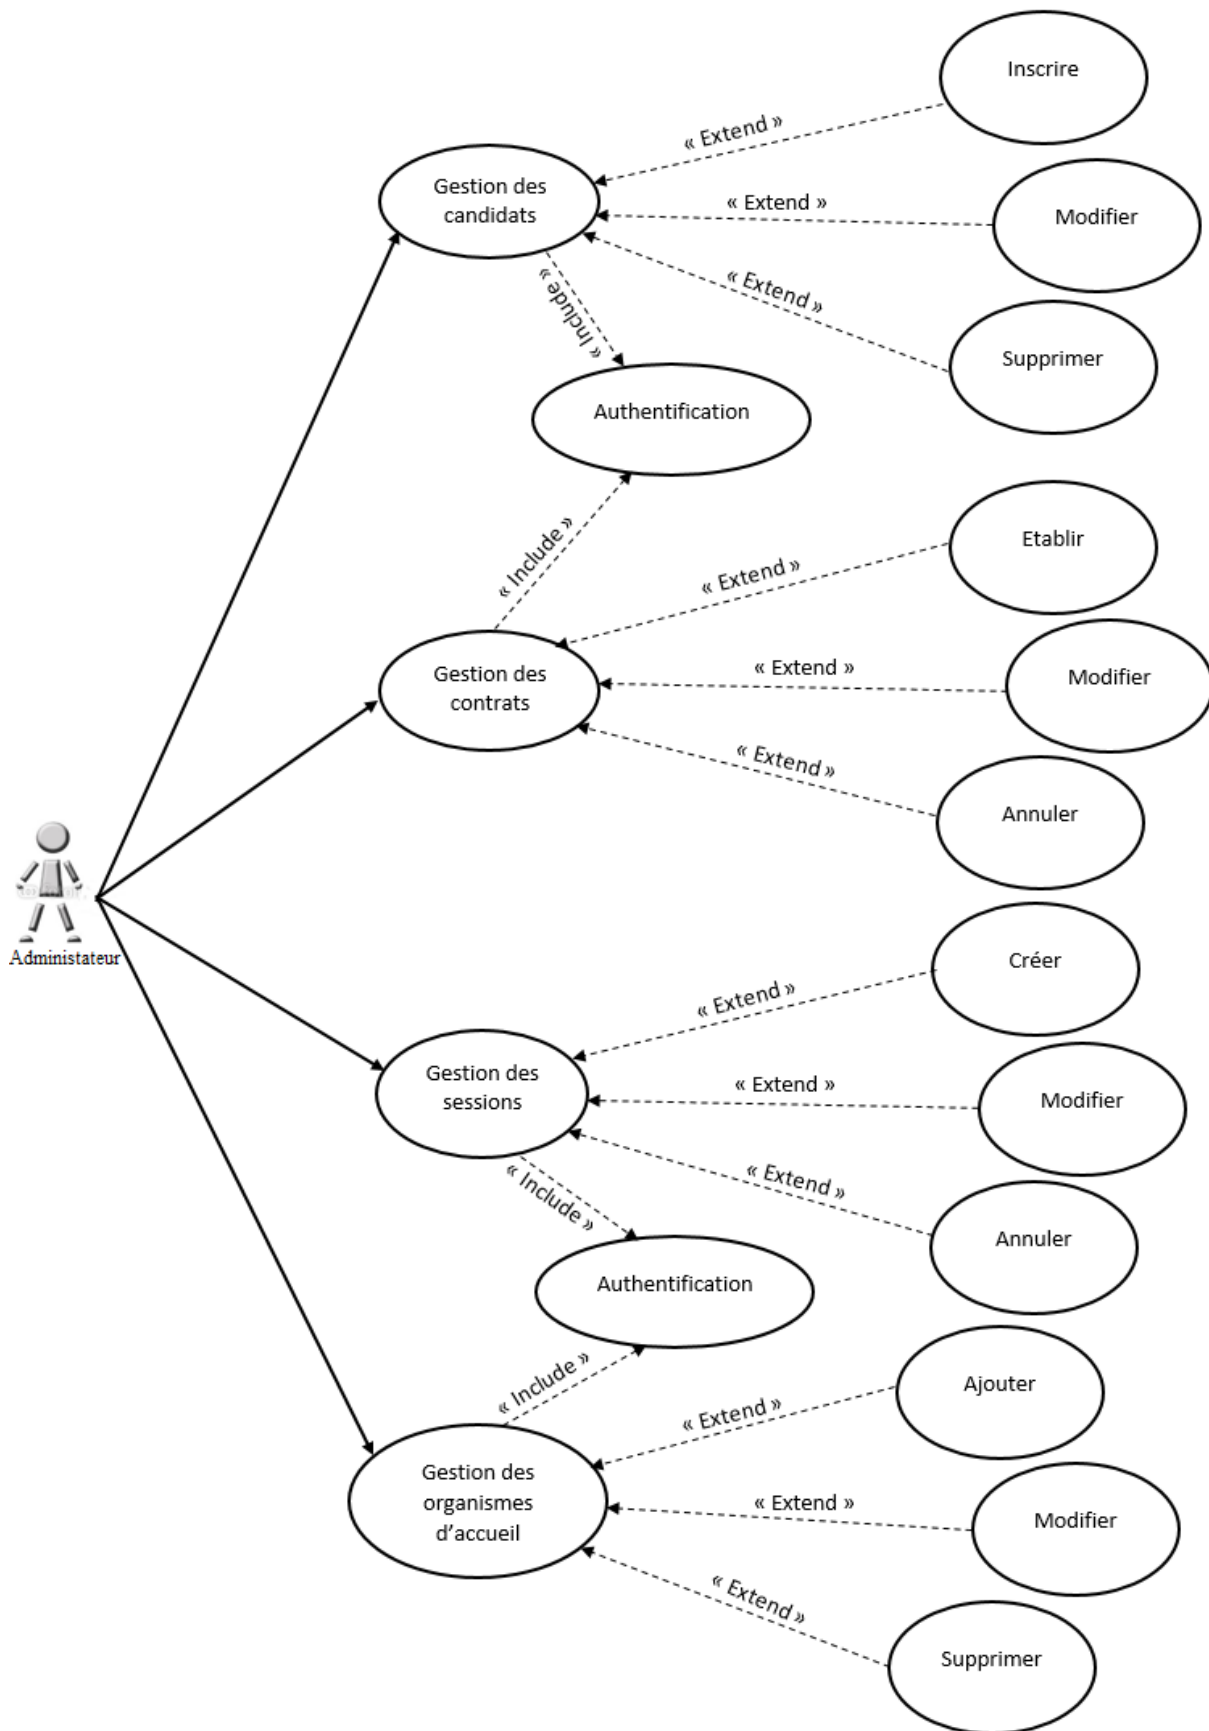 Inscrire
« Extend »
Gestion des
candidats
« Extend »
Modifier
« Include »
« Extend »
Supprimer
Authentification
« Include »
« Extend »
Etablir
Gestion des
contrats
« Extend »
Modifier
« Extend »
Annuler
Administateur
« Extend »
Créer
Gestion des
sessions
« Extend »
Modifier
« Include »
« Extend »
Annuler
Authentification
« Include »
« Extend »
Ajouter
Gestion des
organismes
d’accueil
« Extend »
Modifier
« Extend »
Supprimer